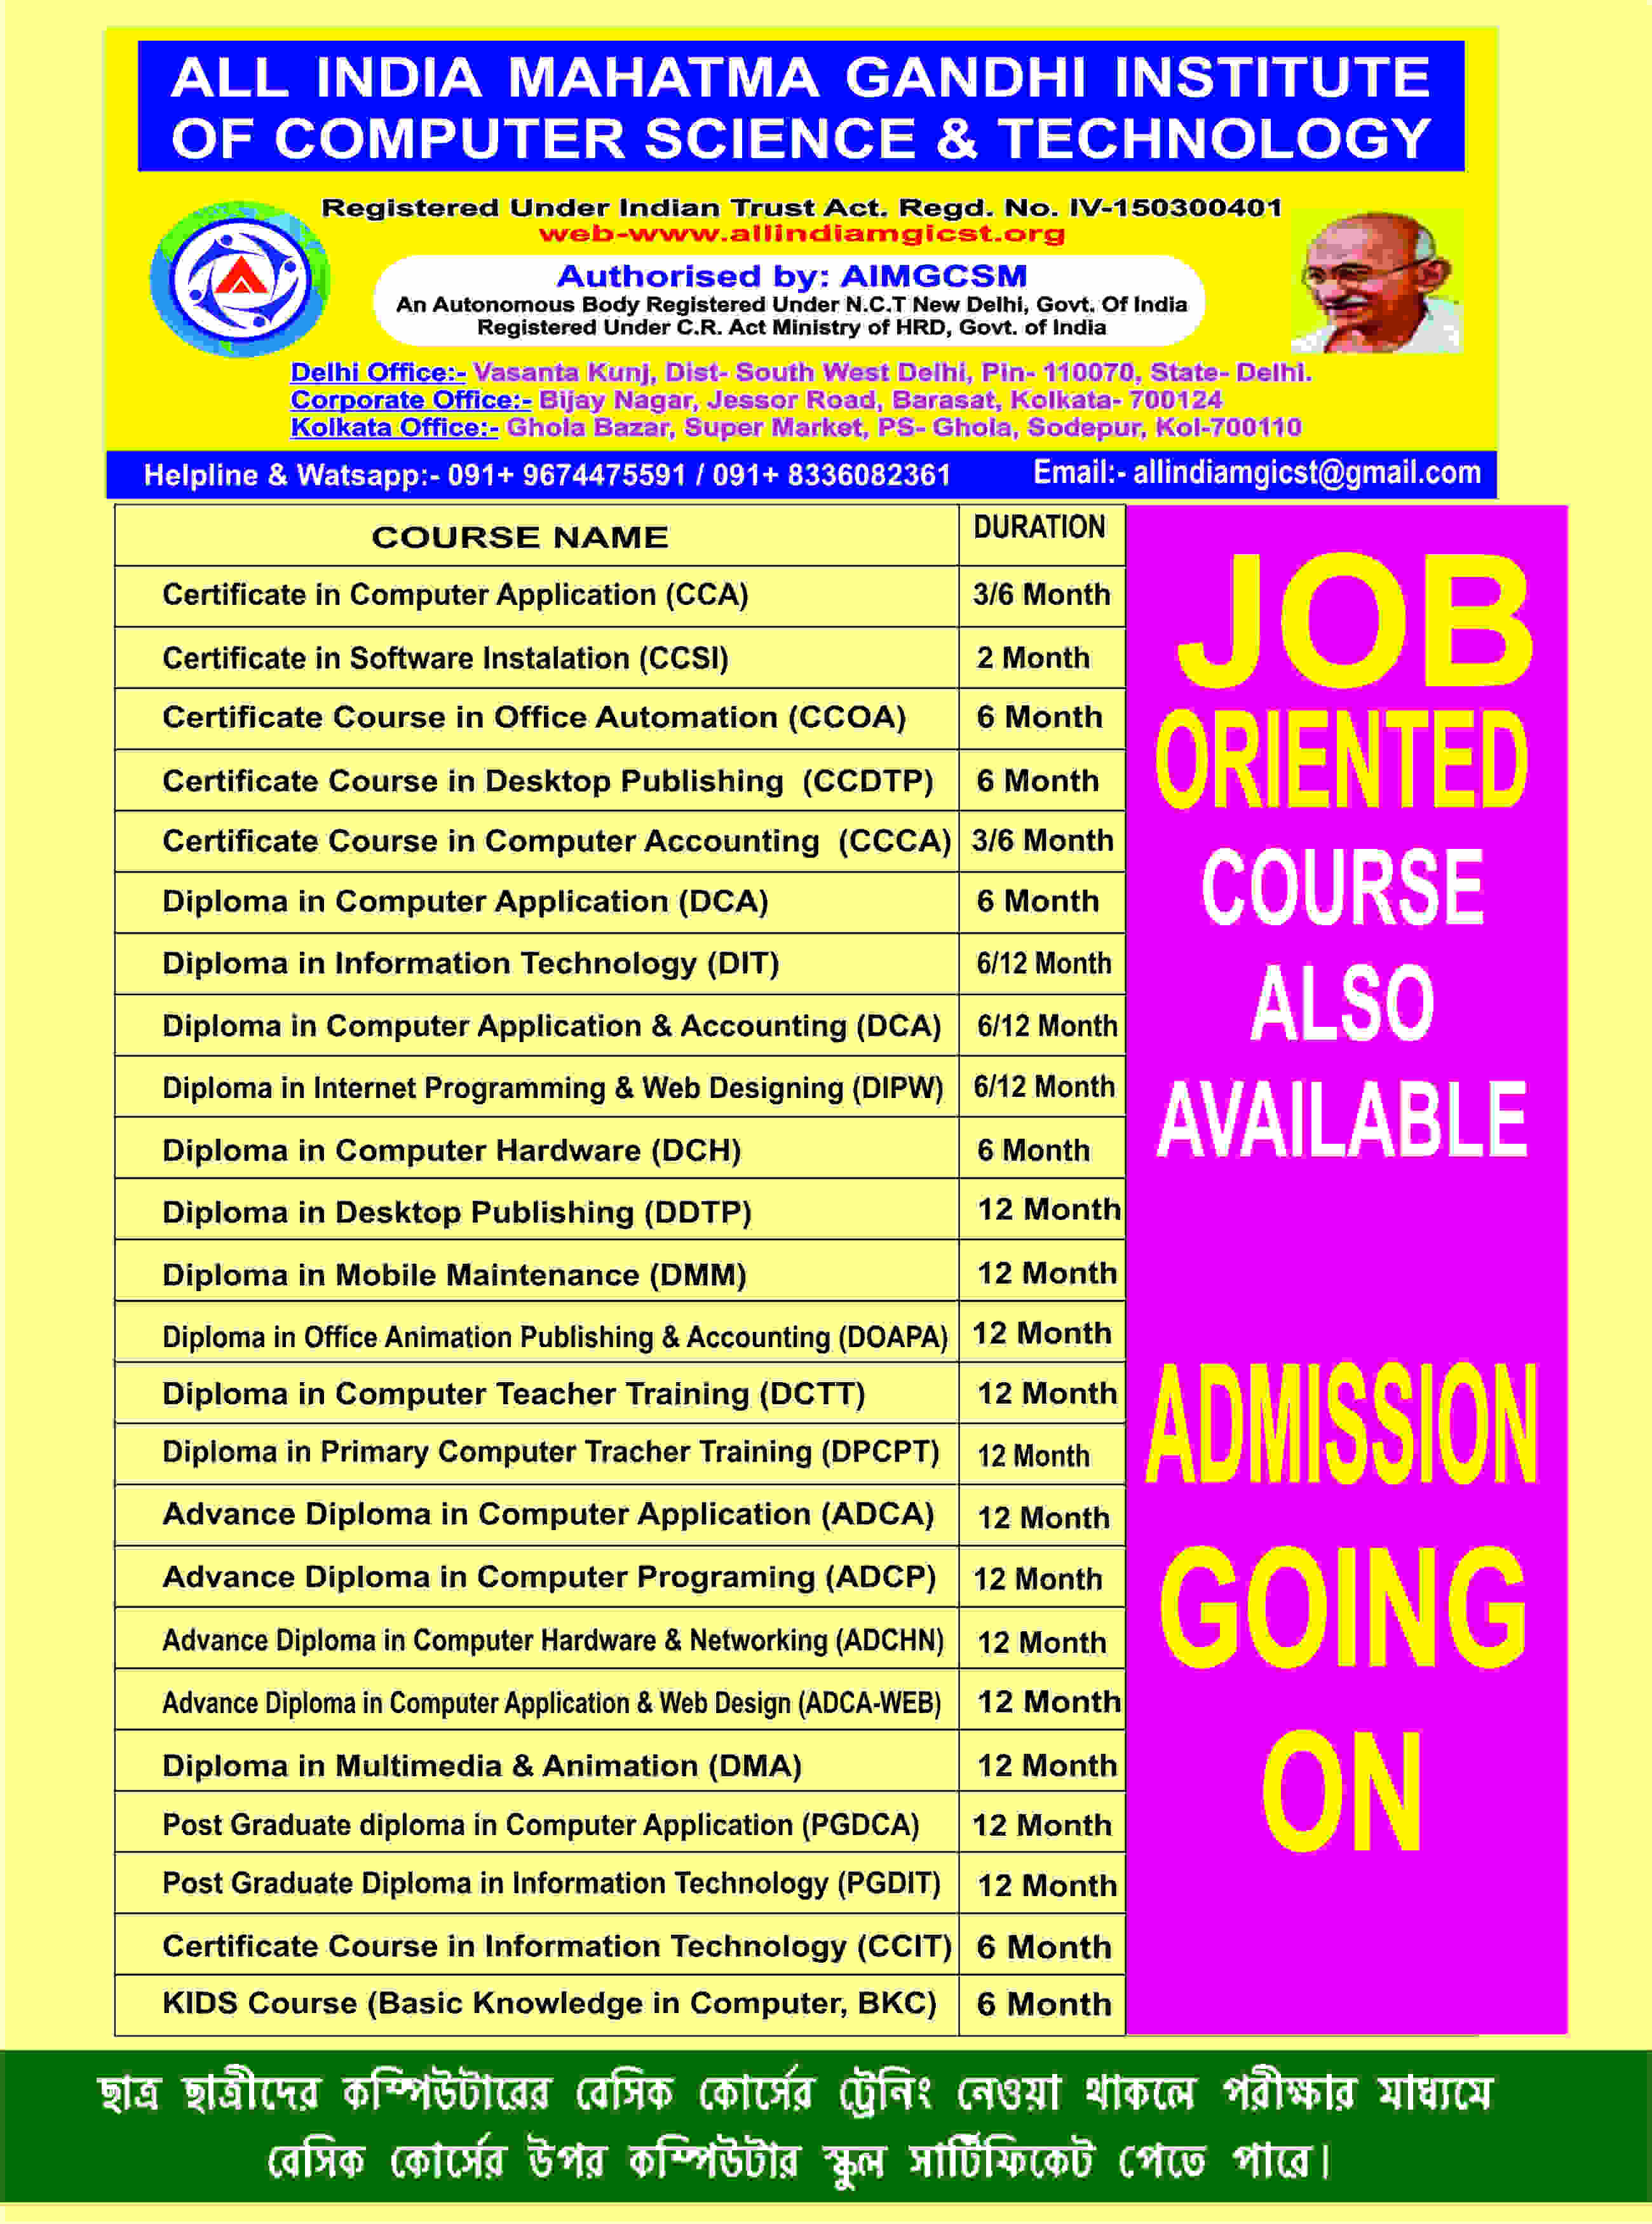 ALL INDIA MAHATMA GANDHI INSTITUTE
OF COMPUTER SCIENCE & TECHNOLOGY
Registered Under Indian Trust Act. Regd. No. IV-150300401
web-www.allindiamgicst.org
Authorised by: AIMGCSM
An Autonomous Body Registered Under N.C.T New Delhi, Govt. Of India
Registered Under C.R. Act Ministry of HRD, Govt. of India
Delhi Office:- Vasanta Kunj, Dist- South West Delhi, Pin- 110070, State- Delhi.
Corporate Office:- Bijay Nagar, Jessor Road, Barasat, Kolkata- 700124
Kolkata Office:- Ghola Bazar, Super Market, PS- Ghola, Sodepur, Kol-700110
Helpline & Watsapp:- 091+ 9674475591 / 091+ 8336082361 Email:- allindiamgicst@gmail.com
COURSE NAME DURATION
Certificate in Computer Application (CCA) 3/6 Month
Certificate in Software Instalation (CCSI) 2 Month
Certificate Course in Office Automation (CCOA) 6 Month
Certificate Course in Desktop Publishing (CCDTP) 6 Month
Certificate Course in Computer Accounting (CCCA) 3/6 Month
Diploma in Computer Application (DCA) 6 Month
Diploma in Information Technology (DIT) 6/12 Month
Diploma in Computer Application & Accounting (DCA) 6/12 Month
Diploma in Internet Programming & Web Designing (DIPW) 6/12 Month
Diploma in Computer Hardware (DCH) 6 Month
Diploma in Desktop Publishing (DDTP) 12 Month
Diploma in Mobile Maintenance (DMM) 12 Month
Diploma in Office Animation Publishing & Accounting (DOAPA) 12 Month
Diploma in Computer Teacher Training (DCTT) 12 Month
Diploma in Primary Computer Tracher Training (DPCPT) 12 Month
Advance Diploma in Computer Application (ADCA) 12 Month
Advance Diploma in Computer Programing (ADCP) 12 Month
Advance Diploma in Computer Hardware & Networking (ADCHN) 12 Month
Advance Diploma in Computer Application & Web Design (ADCA-WEB) 12 Month
Diploma in Multimedia & Animation (DMA) 12 Month
Post Graduate diploma in Computer Application (PGDCA) 12 Month
Post Graduate Diploma in Information Technology (PGDIT) 12 Month
Certificate Course in Information Technology (CCIT) 6 Month
KIDS Course (Basic Knowledge in Computer, BKC) 6 Month
JOB
ORIENTED
COURSE
ALSO
AVAILABLE
ADMISSION
GOING
ON
ছাত্র ছাত্রীদের কম্পিউটারের বেসিক কোর্সের ট্রেনিং নেওয়া থাকলে পরীক্ষার মাধ্যমে
বেসিক কোর্সের উপর কম্পিউটার স্কুল সার্টিফিকেট পেতে পারে।